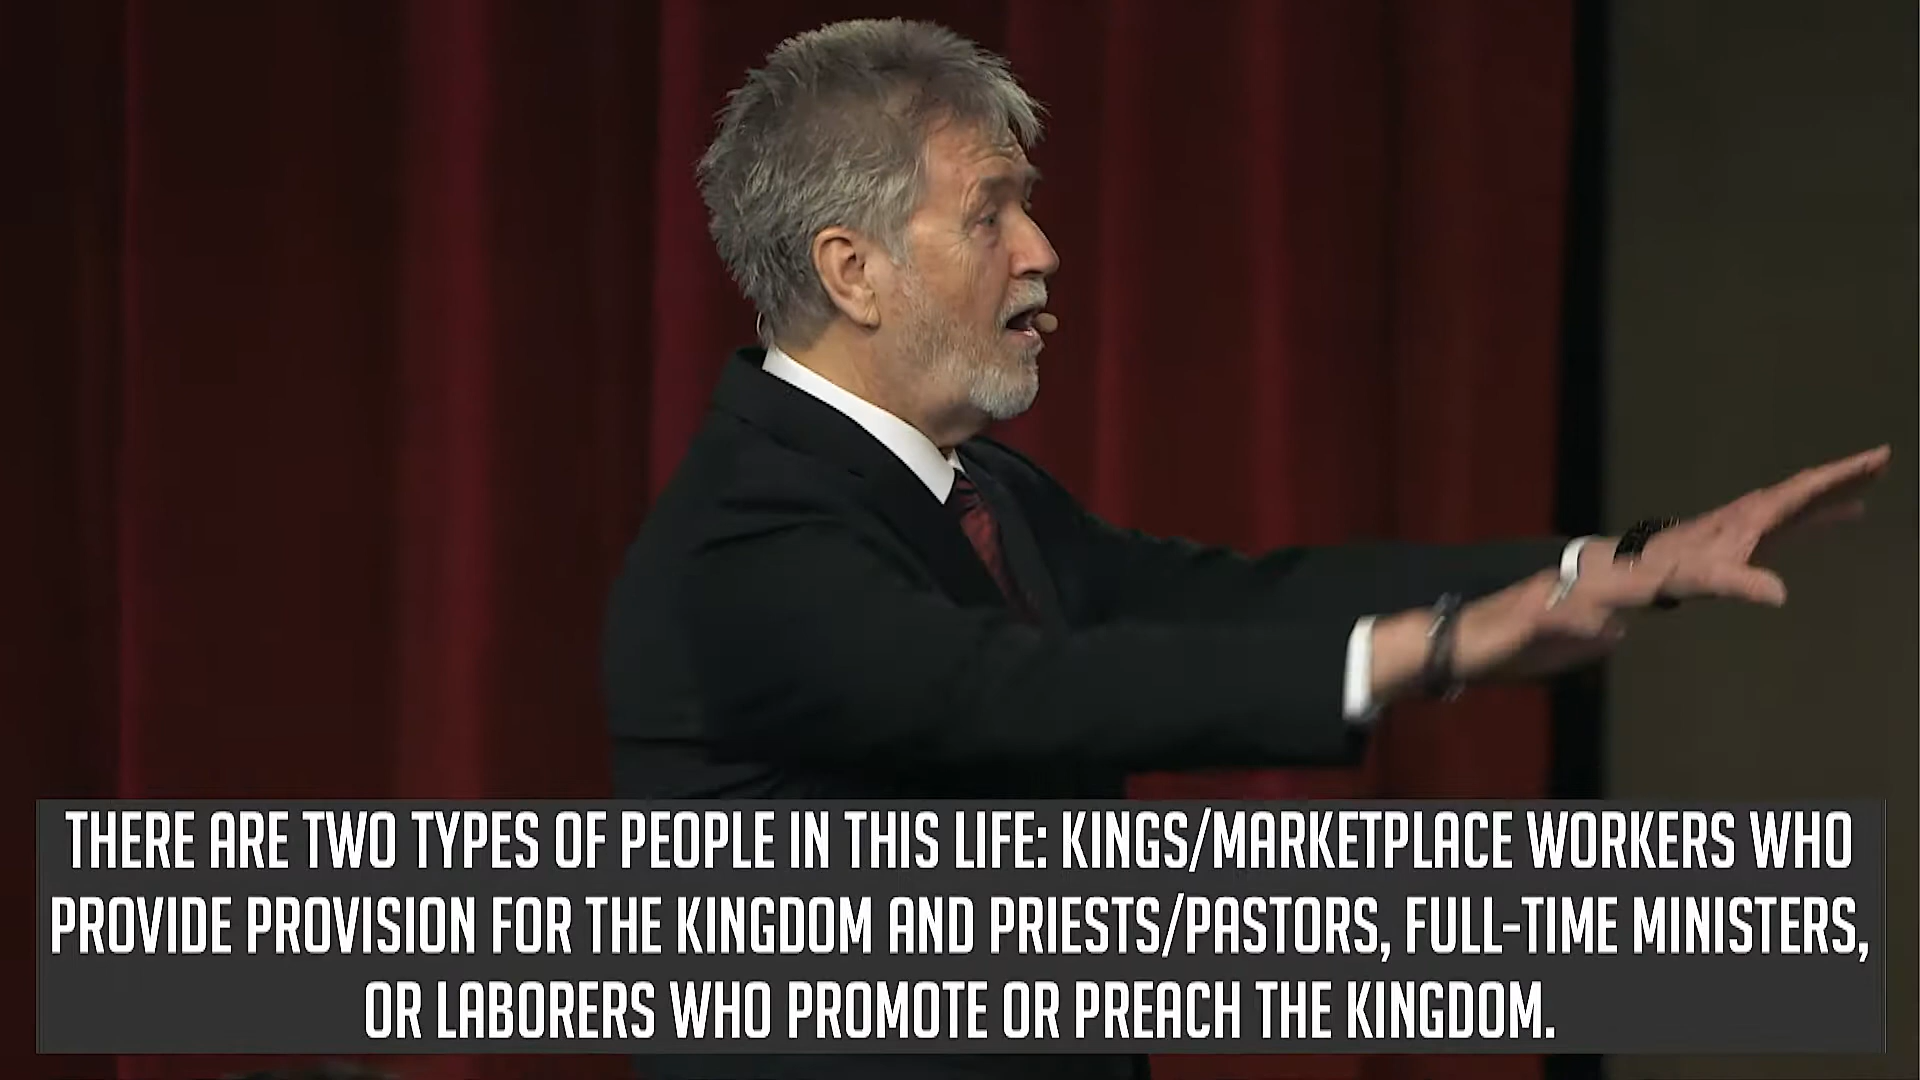 THERE ARE TWO TYPES OF PEOPLE IN THIS LIFE: KINGS/MARKETPLACE WORKERS WHO
PROVIDE PROVISION FOR THE KINGDOM AND PRIESTS/PASTORS, FULL-TIME MINISTERS,
OR LABORERS WHO PROMOTE OR PREACH THE KINGDOM.